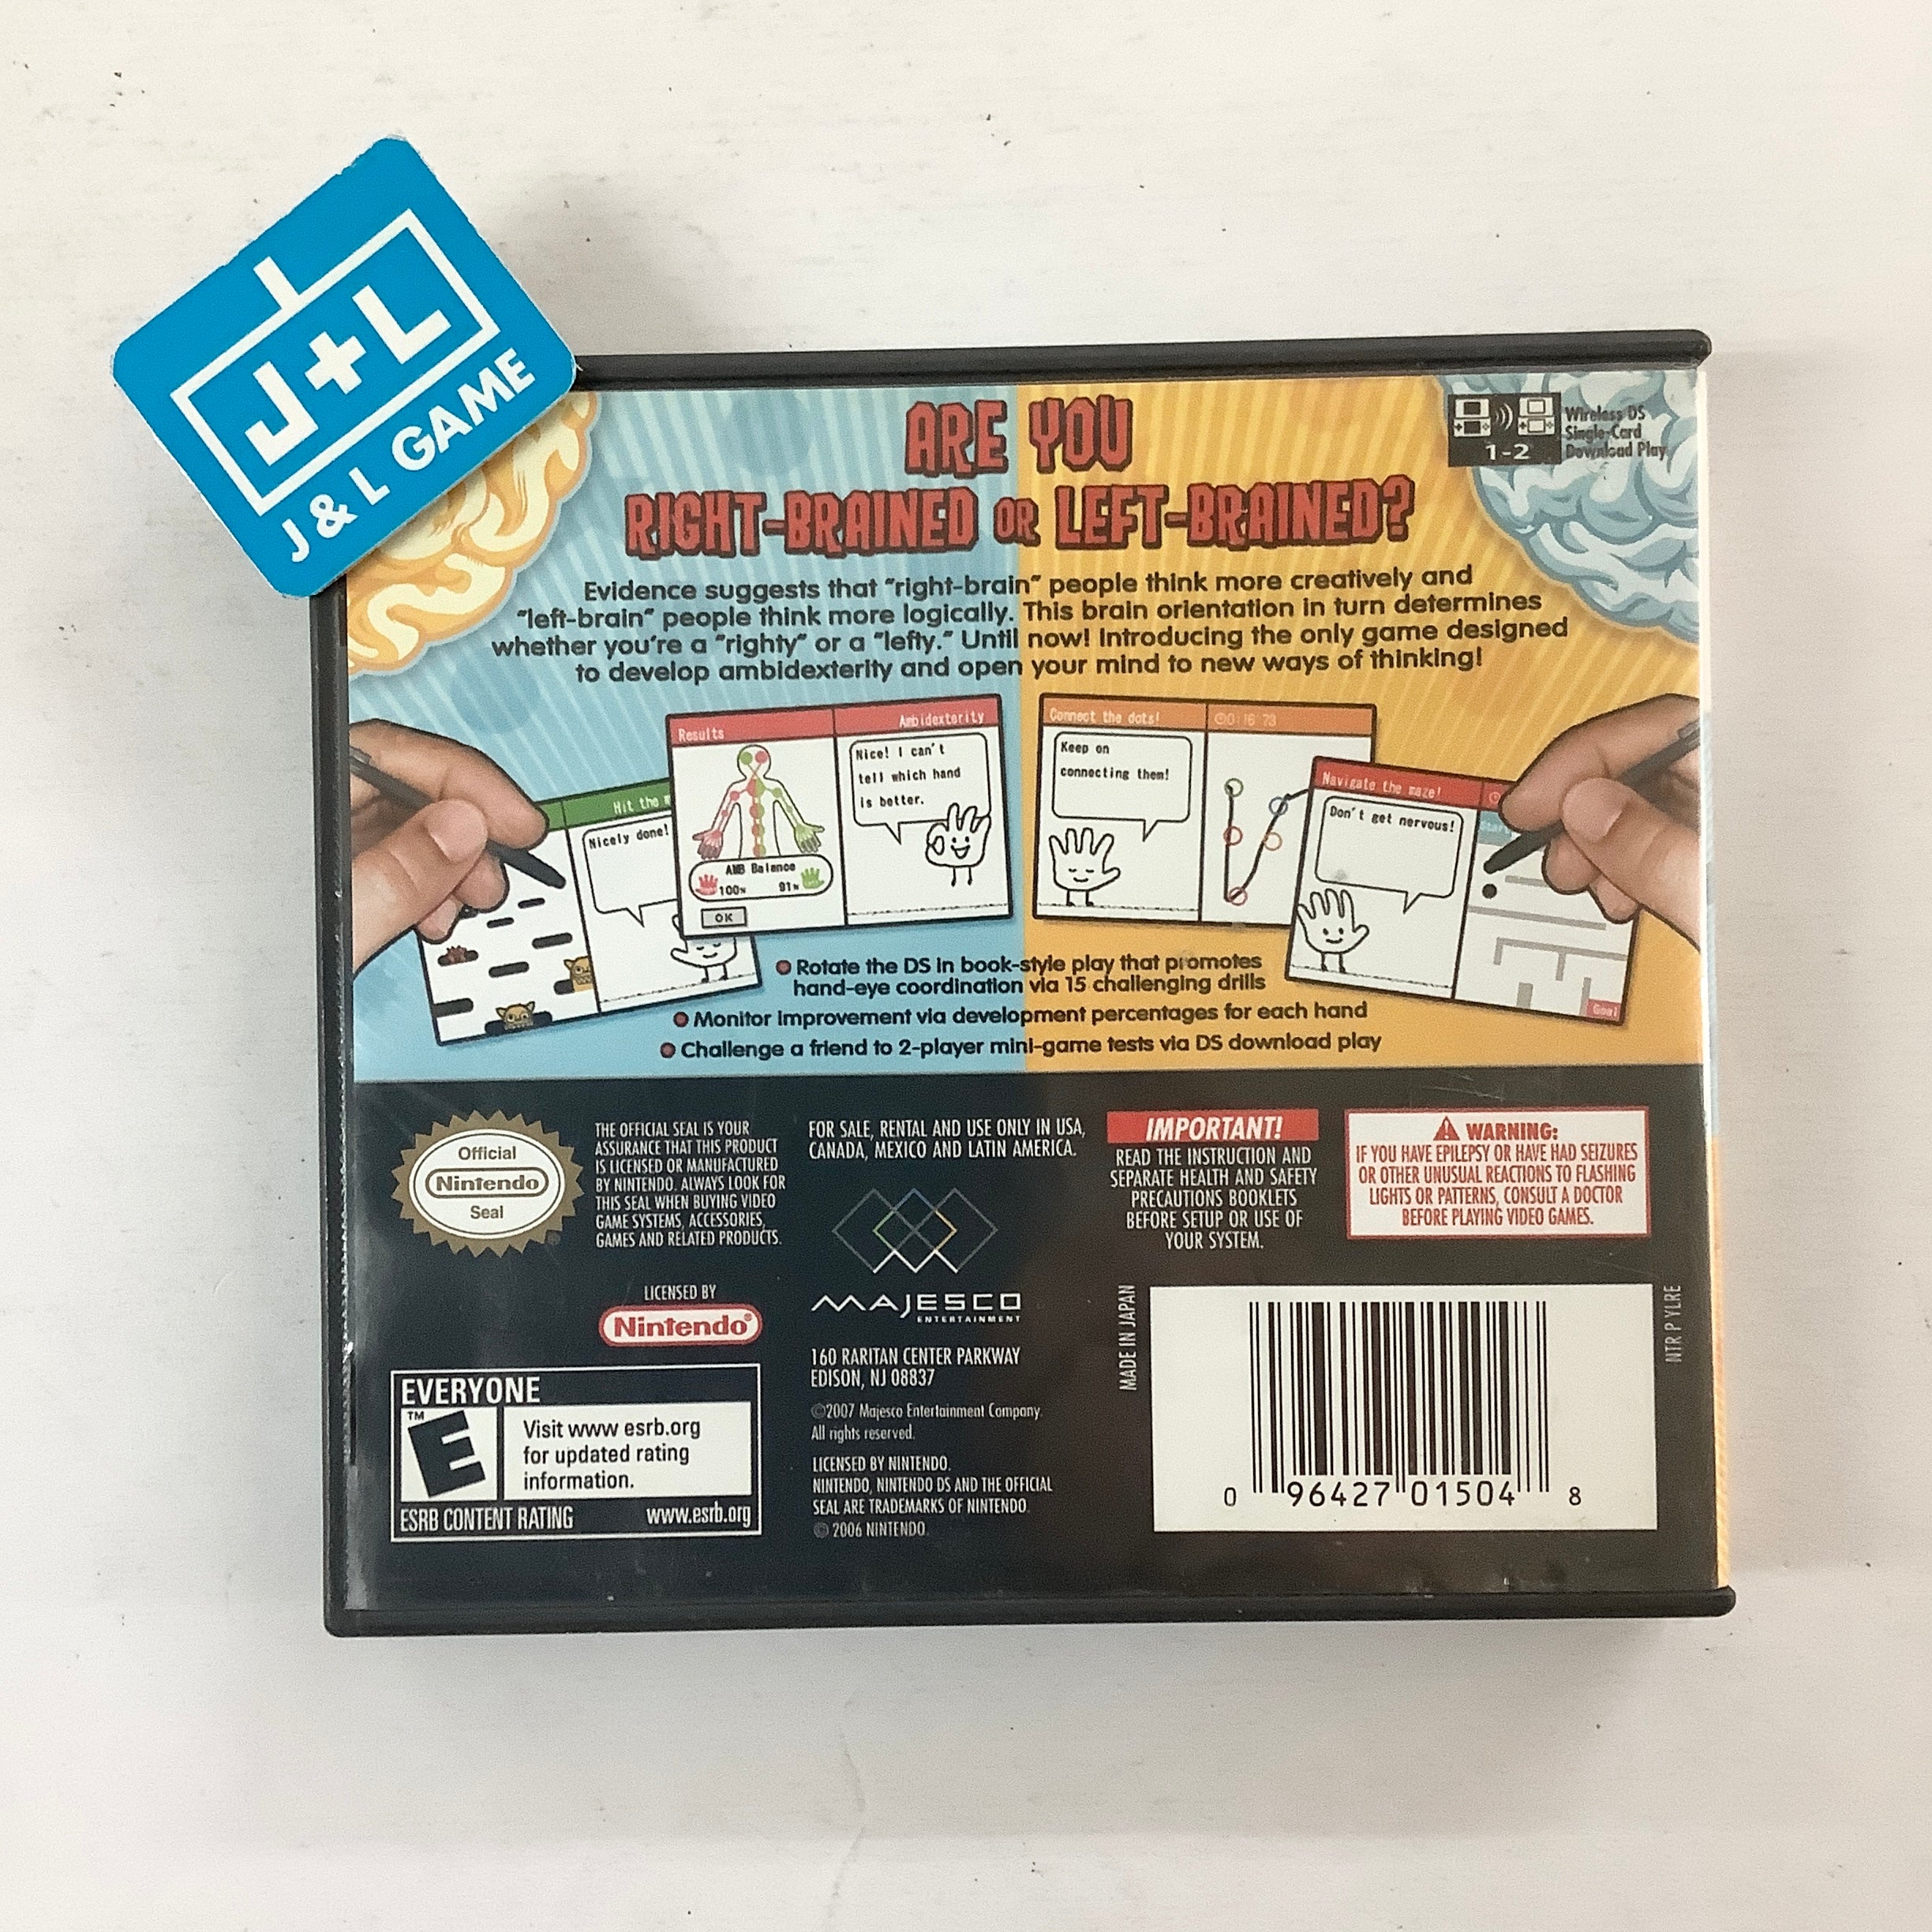 J+L
J & L GAME
ARE YOU
RIGHT-BRAINED OR LEFT-BRAINED?
1-2
Wireless DS
Single-Card
Download Play
Evidence suggests that "right-brain" people think more creatively and
"left-brain" people think more logically. This brain orientation in turn determines
whether you're a "righty" or a "lefty." Until now! Introducing the only game designed
to develop ambidexterity and open your mind to new ways of thinking!
Hit the
Nicely done!
Results
Ambidexterity
Nice! I can't
tell which hand
is better.
AMB Balance
100%
91%
OK
Connect the dots!
0:16:73
Keep on
connecting them!
Navigate the maze!
Don't get nervous!
Start
Goal
Rotate the DS in book-style play that promotes
hand-eye coordination via 15 challenging drills
Monitor improvement via development percentages for each hand
Challenge a friend to 2-player mini-game tests via DS download play
Official
Nintendo
Seal
THE OFFICIAL SEAL IS YOUR
ASSURANCE THAT THIS PRODUCT
IS LICENSED OR MANUFACTURED
BY NINTENDO. ALWAYS LOOK FOR
THIS SEAL WHEN BUYING VIDEO
GAME SYSTEMS, ACCESSORIES,
GAMES AND RELATED PRODUCTS.
LICENSED BY
Nintendo®
EVERYONE
E™
Visit www esrb.org
for updated rating
information.
ESRB CONTENT RATING www.esrb.org
FOR SALE, RENTAL AND USE ONLY IN USA,
CANADA, MEXICO AND LATIN AMERICA.
MAJESCO
ENTERTAINMENT
160 RARITAN CENTER PARKWAY
EDISON, NJ 08837
©2007 Majesco Entertainment Company.
All rights reserved.
LICENSED BY NINTENDO.
NINTENDO, NINTENDO DS AND THE OFFICIAL
SEAL ARE TRADEMARKS OF NINTENDO.
© 2006 NINTENDO.
IMPORTANT!
READ THE INSTRUCTION AND
SEPARATE HEALTH AND SAFETY
PRECAUTIONS BOOKLETS
BEFORE SETUP OR USE OF
YOUR SYSTEM.
WARNING:
IF YOU HAVE EPILEPSY OR HAVE HAD SEIZURES
OR OTHER UNUSUAL REACTIONS TO FLASHING
LIGHTS OR PATTERNS, CONSULT A DOCTOR
BEFORE PLAYING VIDEO GAMES.
MADE IN JAPAN
NTR P YLRE
0 96427 01504 8